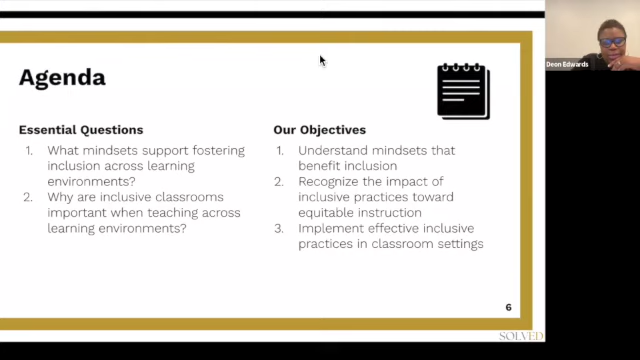 Agenda
Essential Questions
1. What mindsets support fostering
inclusion across learning
environments?
2. Why are inclusive classrooms
important when teaching across
learning environments?
Our Objectives
1. Understand mindsets that
benefit inclusion
2. Recognize the impact of
inclusive practices toward
equitable instruction
3. Implement effective inclusive
practices in classroom settings
6
SOLVED
Deon Edwards